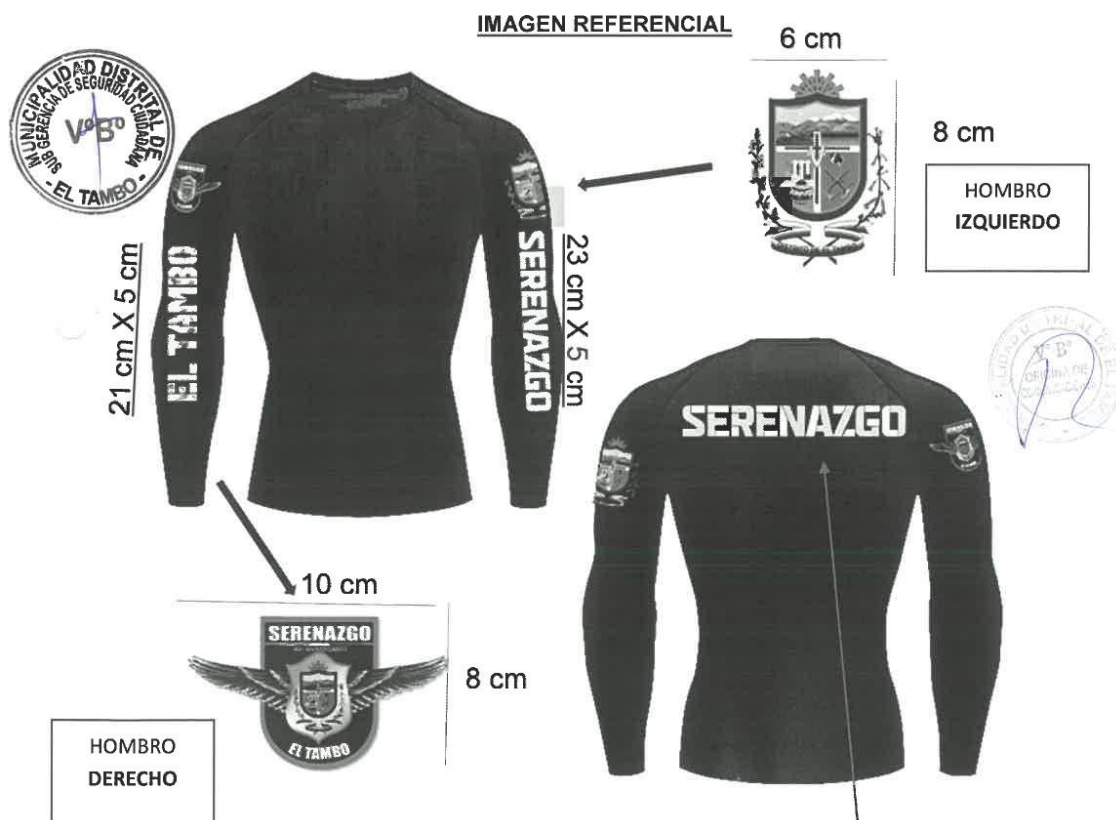 IMAGEN REFERENCIAL
6 cm
8 cm
HOMBRO
IZQUIERDO
MUNICIPALIDAD DISTRITAL DE
SUB GERENCIA DE SEGURIDAD CIUDADANA
V°B°
- EL TAMBO -
21 cm X 5 cm
EL TAMBO
SERENAZGO
23 cm X 5 cm
V° B°
OFICINA DE
SERENAZGO
10 cm
SERENAZGO
EL TAMBO
8 cm
HOMBRO
DERECHO